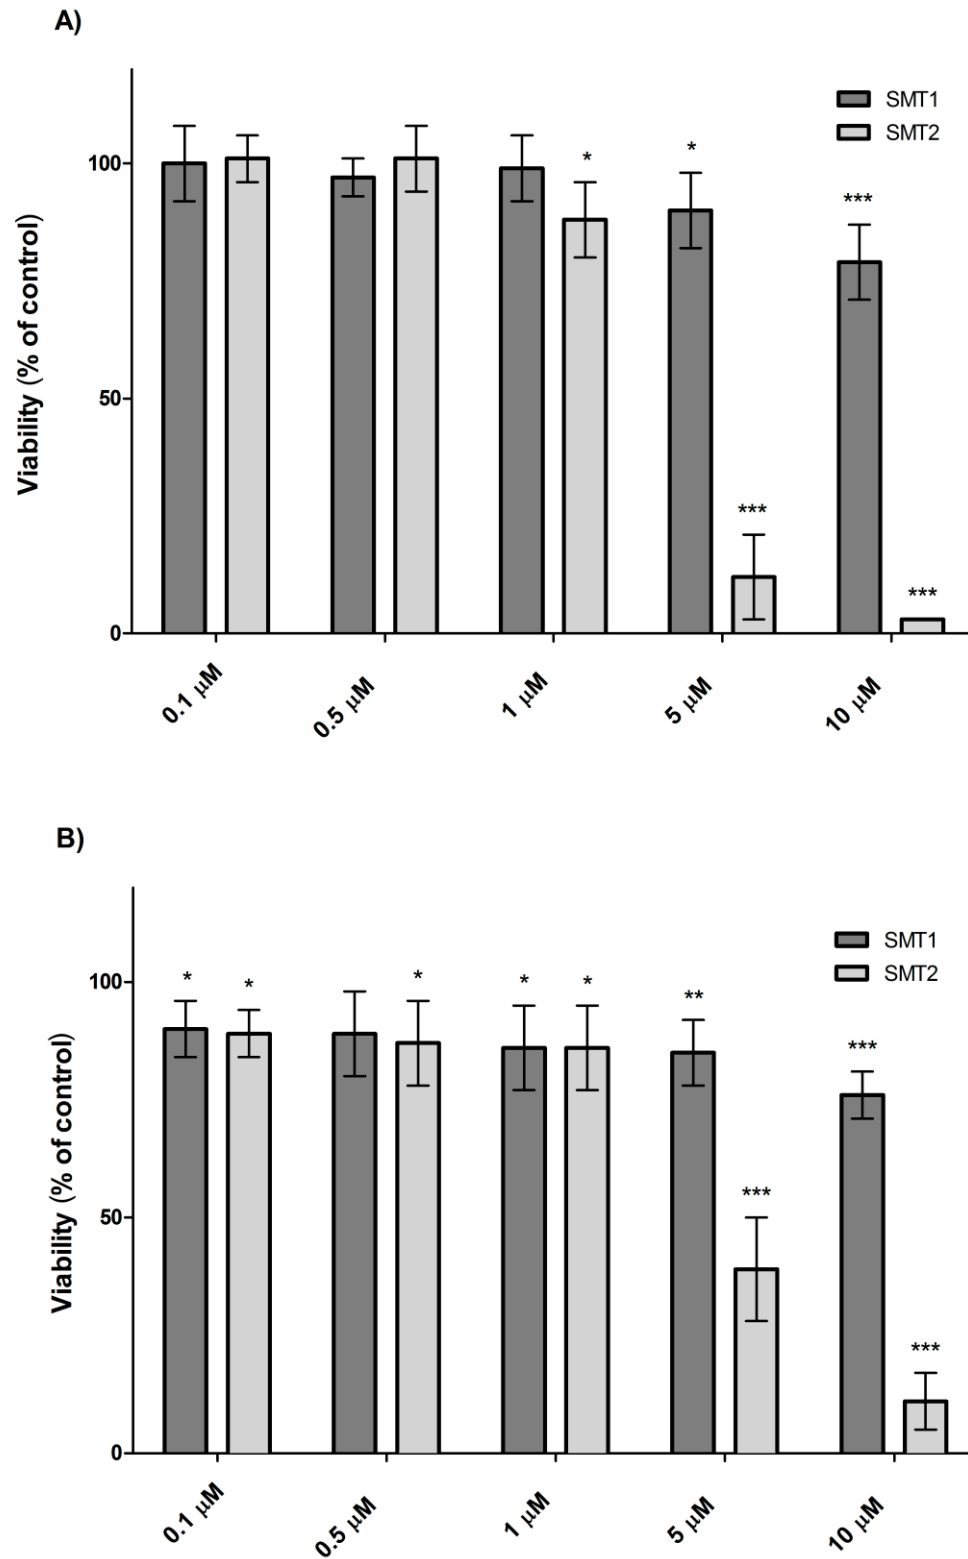 A)
SMT1
SMT2
Viability (% of control)
100
50
0
*
*
***
***
***
0.1 μM
0.5 μM
1 μM
5 μM
10 μM
B)
SMT1
SMT2
Viability (% of control)
100
50
0
*
*
*
*
*
**
***
***
***
0.1 μM
0.5 μM
1 μM
5 μM
10 μM